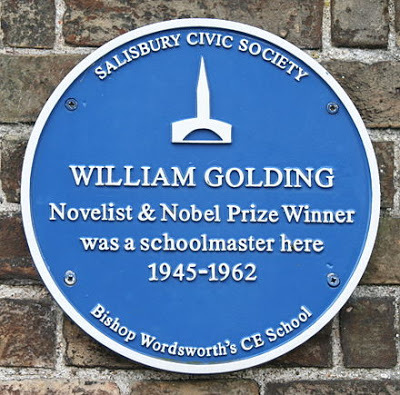 SALISBURY CIVIC SOCIETY
WILLIAM GOLDING
Novelist & Nobel Prize Winner
was a schoolmaster here
1945-1962
Bishop Wordsworth's CE School